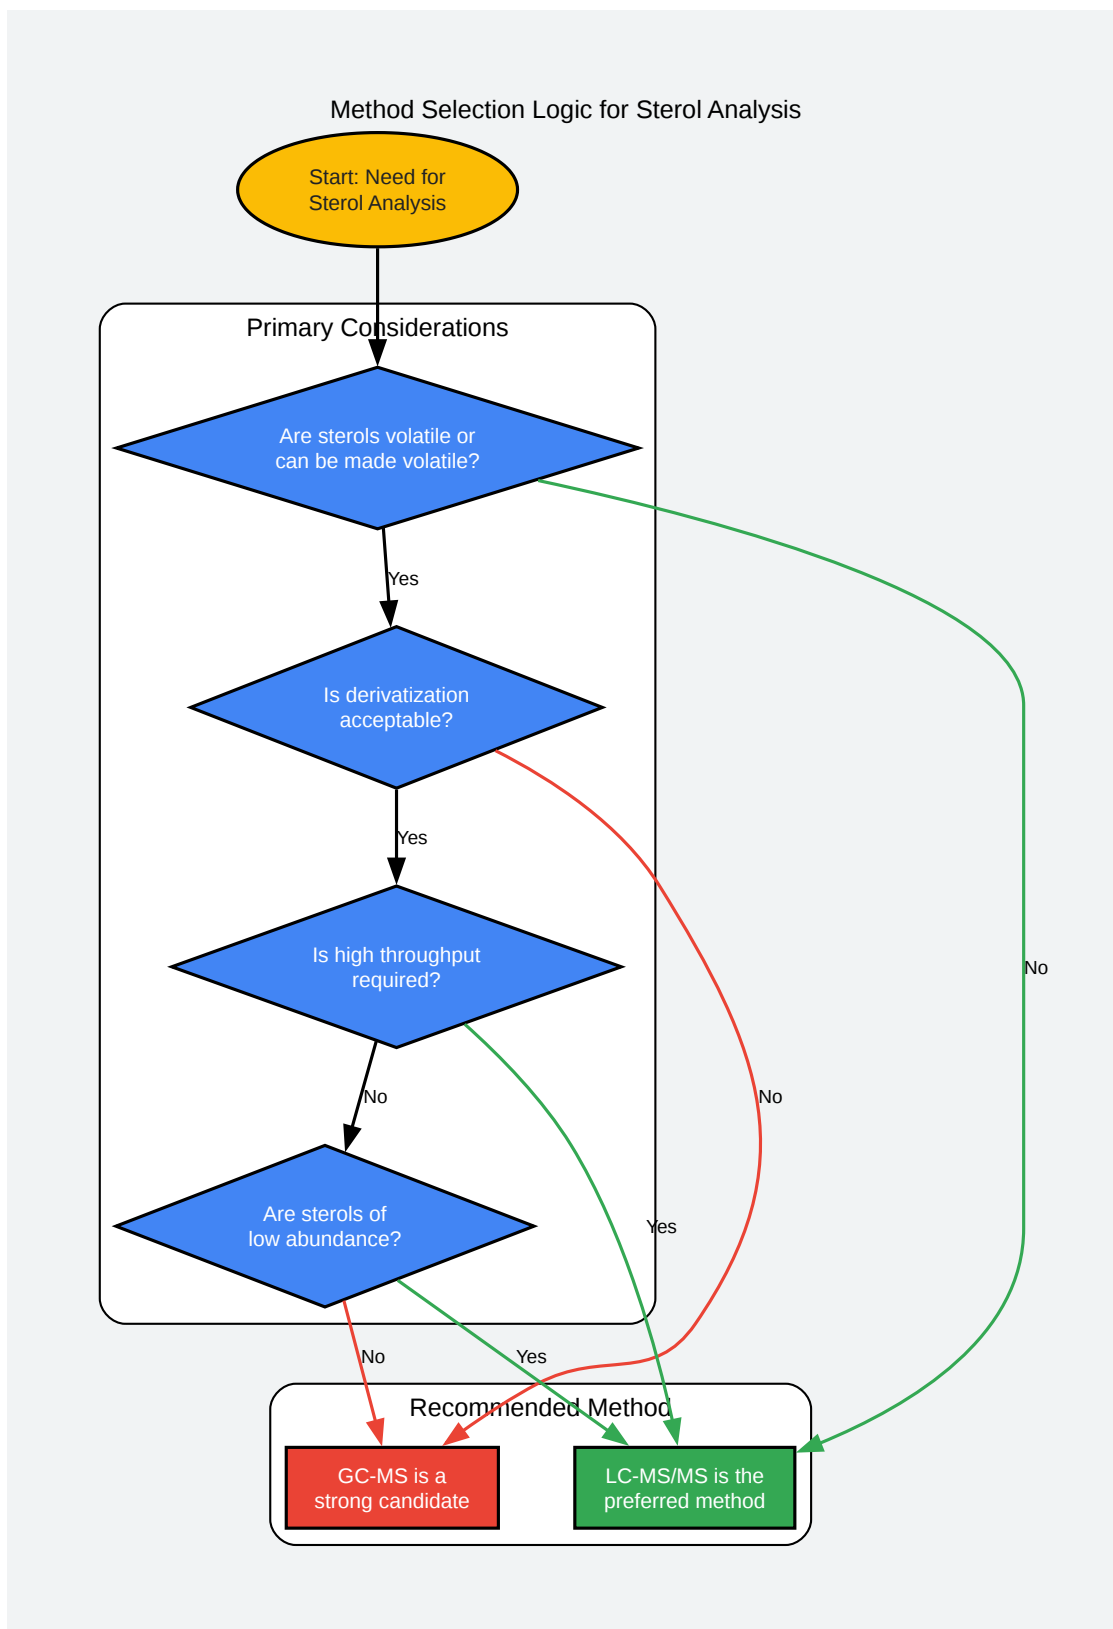 Method Selection Logic for Sterol Analysis
Start: Need for
Sterol Analysis
Primary Considerations
Are sterols volatile or
can be made volatile?
Yes
Is derivatization
acceptable?
Yes
Is high throughput
required?
No
No
No
Are sterols of
low abundance?
Yes
No
Yes
Recommended Method
GC-MS is a
strong candidate
LC-MS/MS is the
preferred method